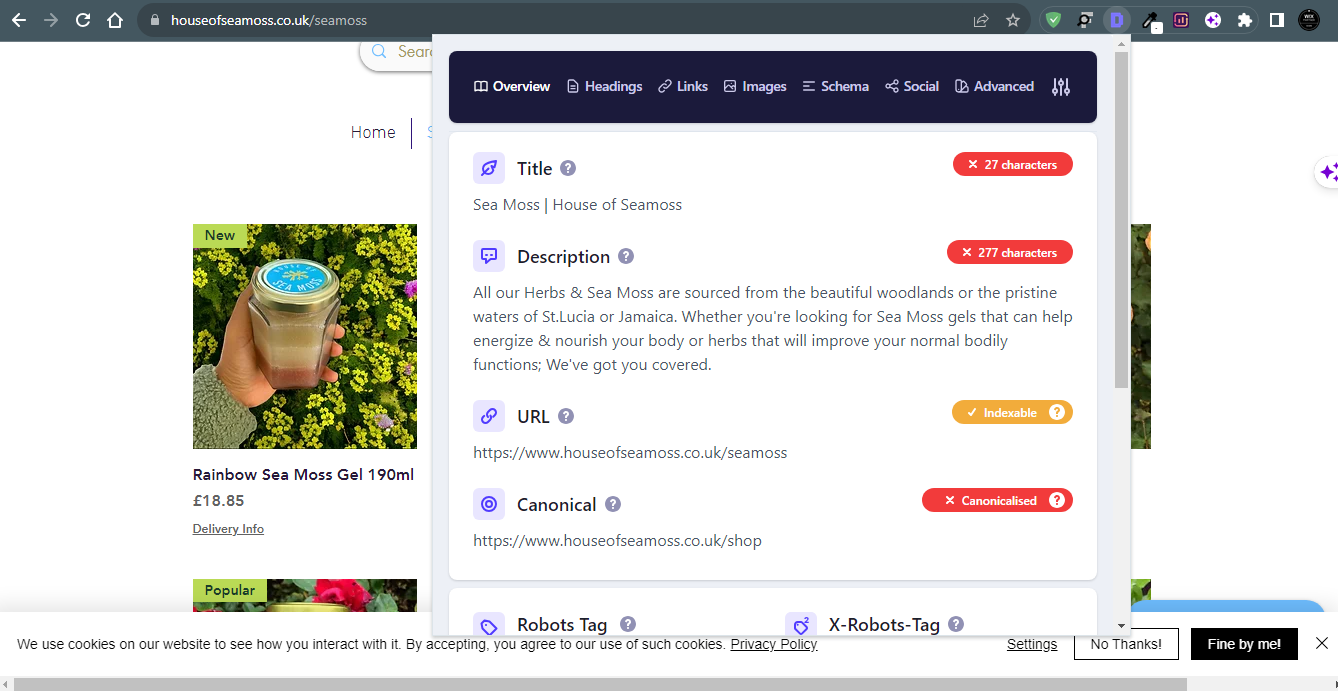 houseofseamoss.co.uk/seamoss
Sear
Home
Overview
Headings
Links
Images
Schema
Social
Advanced
Title
27 characters
Sea Moss | House of Seamoss
Description
277 characters
All our Herbs & Sea Moss are sourced from the beautiful woodlands or the pristine
waters of St.Lucia or Jamaica. Whether you're looking for Sea Moss gels that can help
energize & nourish your body or herbs that will improve your normal bodily
functions; We've got you covered.
URL
Indexable
https://www.houseofseamoss.co.uk/seamoss
Canonical
Canonicalised
https://www.houseofseamoss.co.uk/shop
Robots Tag
X-Robots-Tag
New
SEA MOSS
Rainbow Sea Moss Gel 190ml
£18.85
Delivery Info
Popular
We use cookies on our website to see how you interact with it. By accepting, you agree to our use of such cookies. Privacy Policy
Settings
No Thanks!
Fine by me!